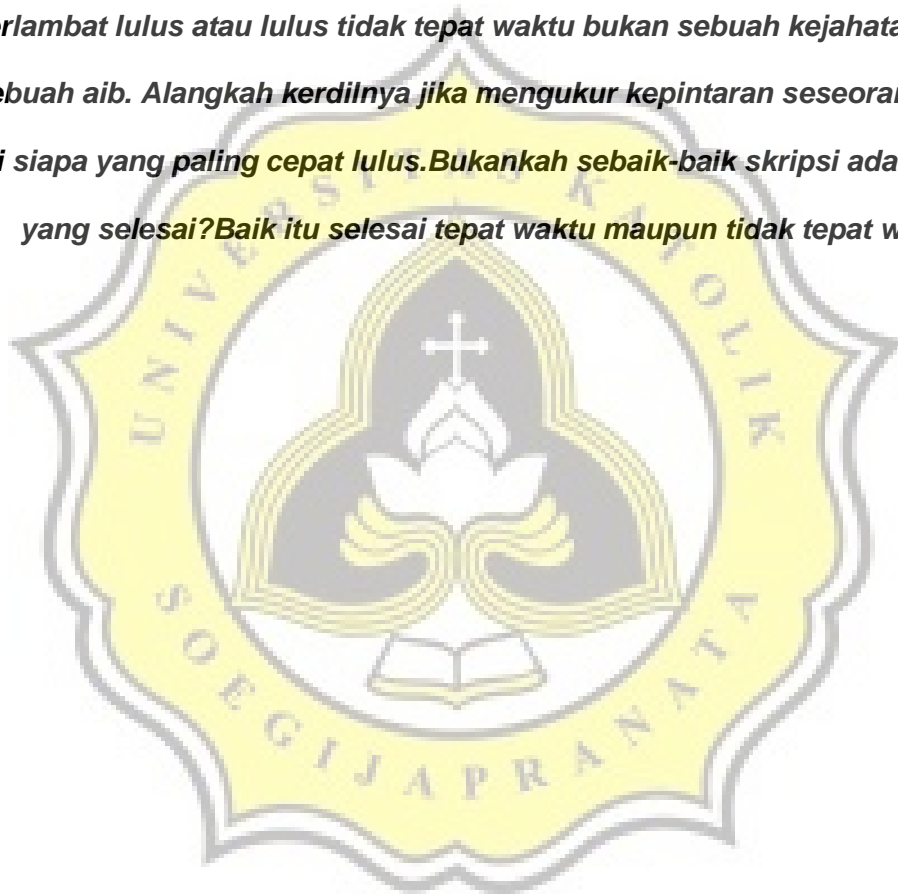 rlambat lulus atau lulus tidak tepat waktu bukan sebuah kejahata
ebuah aib. Alangkah kerdilnya jika mengukur kepintaran seseoran
i siapa yang paling cepat lulus.Bukankah sebaik-baik skripsi ada
yang selesai?Baik itu selesai tepat waktu maupun tidak tepat w
UNIVERSITAS KATOLIK
SOEGIJAPRANATA